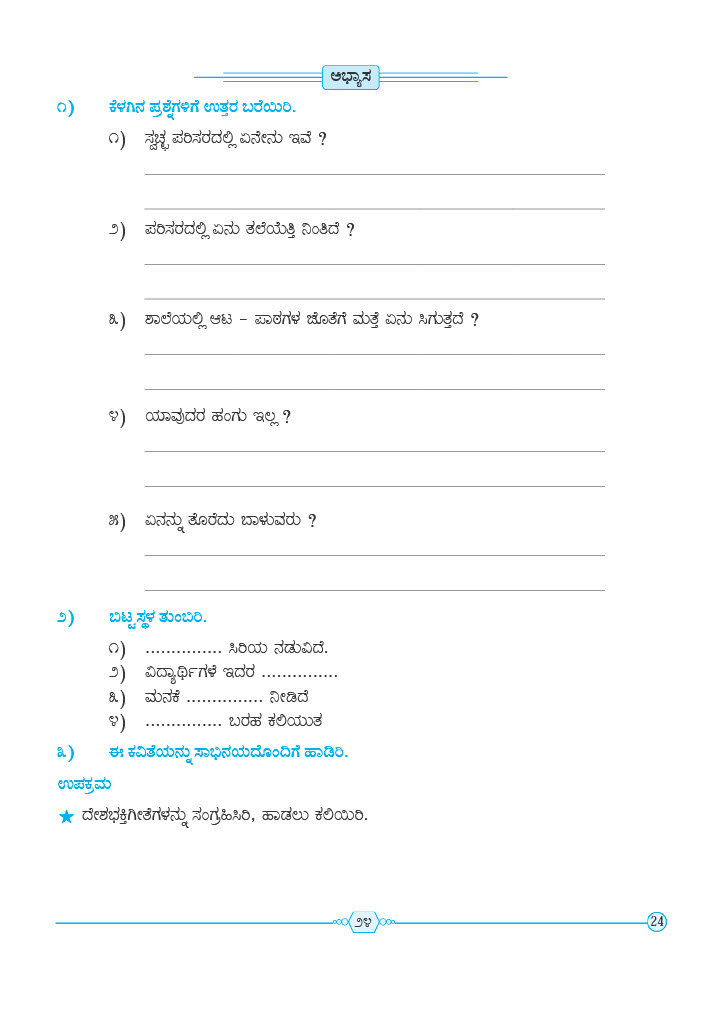 ಅಭ್ಯಾಸ
೧) ಕೆಳಗಿನ ಪ್ರಶ್ನೆಗಳಿಗೆ ಉತ್ತರ ಬರೆಯಿರಿ.
೧) ಸ್ವಚ್ಛ ಪರಿಸರದಲ್ಲಿ ಏನೇನು ಇವೆ ?
೨) ಪರಿಸರದಲ್ಲಿ ಏನು ತಲೆಯೆತ್ತಿ ನಿಂತಿದೆ ?
೩) ಶಾಲೆಯಲ್ಲಿ ಆಟ – ಪಾಠಗಳ ಜೊತೆಗೆ ಮತ್ತೆ ಏನು ಸಿಗುತ್ತದೆ ?
೪) ಯಾವುದರ ಹಂಗು ಇಲ್ಲ ?
೫) ಏನನ್ನು ತೊರೆದು ಬಾಳುವರು ?
೨) ಬಿಟ್ಟ ಸ್ಥಳ ತುಂಬಿರಿ.
೧) ............... ಸಿರಿಯ ನಡುವಿದೆ.
೨) ವಿದ್ಯಾರ್ಥಿಗಳೆ ಇದರ ...............
೩) ಮನಕೆ ............... ನೀಡಿದೆ
೪) ............... ಬರಹ ಕಲಿಯುತ
೩) ಈ ಕವಿತೆಯನ್ನು ಸಾಭಿನಯದೊಂದಿಗೆ ಹಾಡಿರಿ.
ಉಪಕ್ರಮ
★ ದೇಶಭಕ್ತಿಗೀತೆಗಳನ್ನು ಸಂಗ್ರಹಿಸಿರಿ, ಹಾಡಲು ಕಲಿಯಿರಿ.
೨೪
24